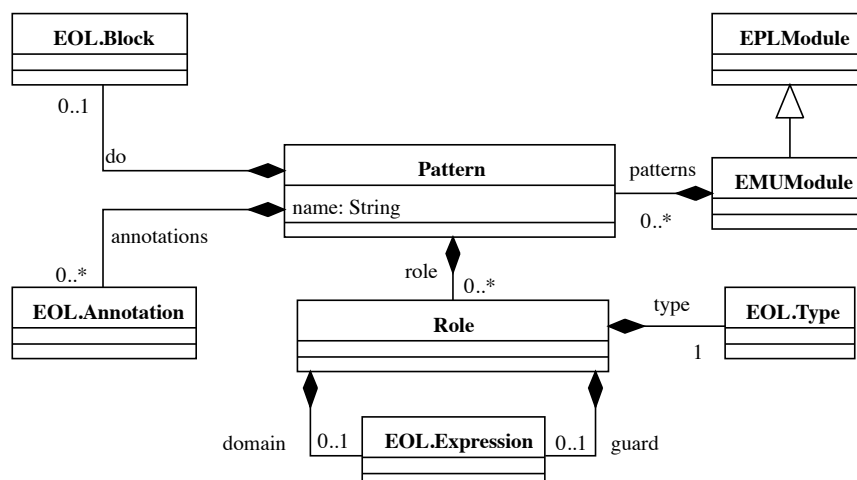 EOL.Block
EPLModule
0..1
do
Pattern
patterns
EMUModule
name: String
0..*
annotations
0..*
role
0..*
EOL.Annotation
Role
type
EOL.Type
1
domain
0..1
EOL.Expression
0..1
guard